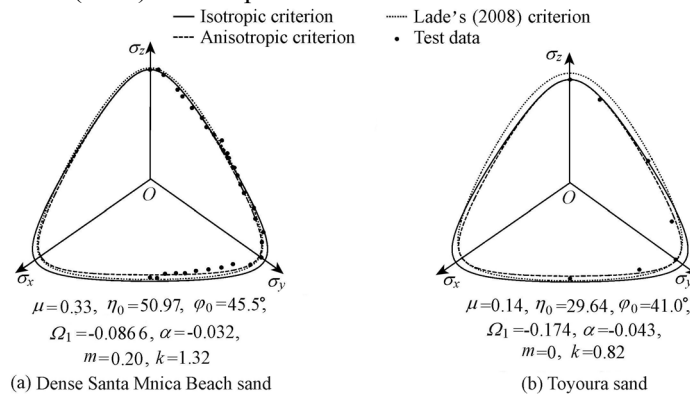 Isotropic criterion
Lade's (2008) criterion
Anisotropic criterion
Test data
σz
σz
O
O
σx
σy
σx
σy
μ=0.33, η0=50.97, φ0=45.5°,
Ω1=-0.0866, α=-0.032,
m=0.20, k=1.32
(a) Dense Santa Mnica Beach sand
μ=0.14, η0=29.64, φ0=41.0°,
Ω1=-0.174, α=-0.043,
m=0, k=0.82
(b) Toyoura sand